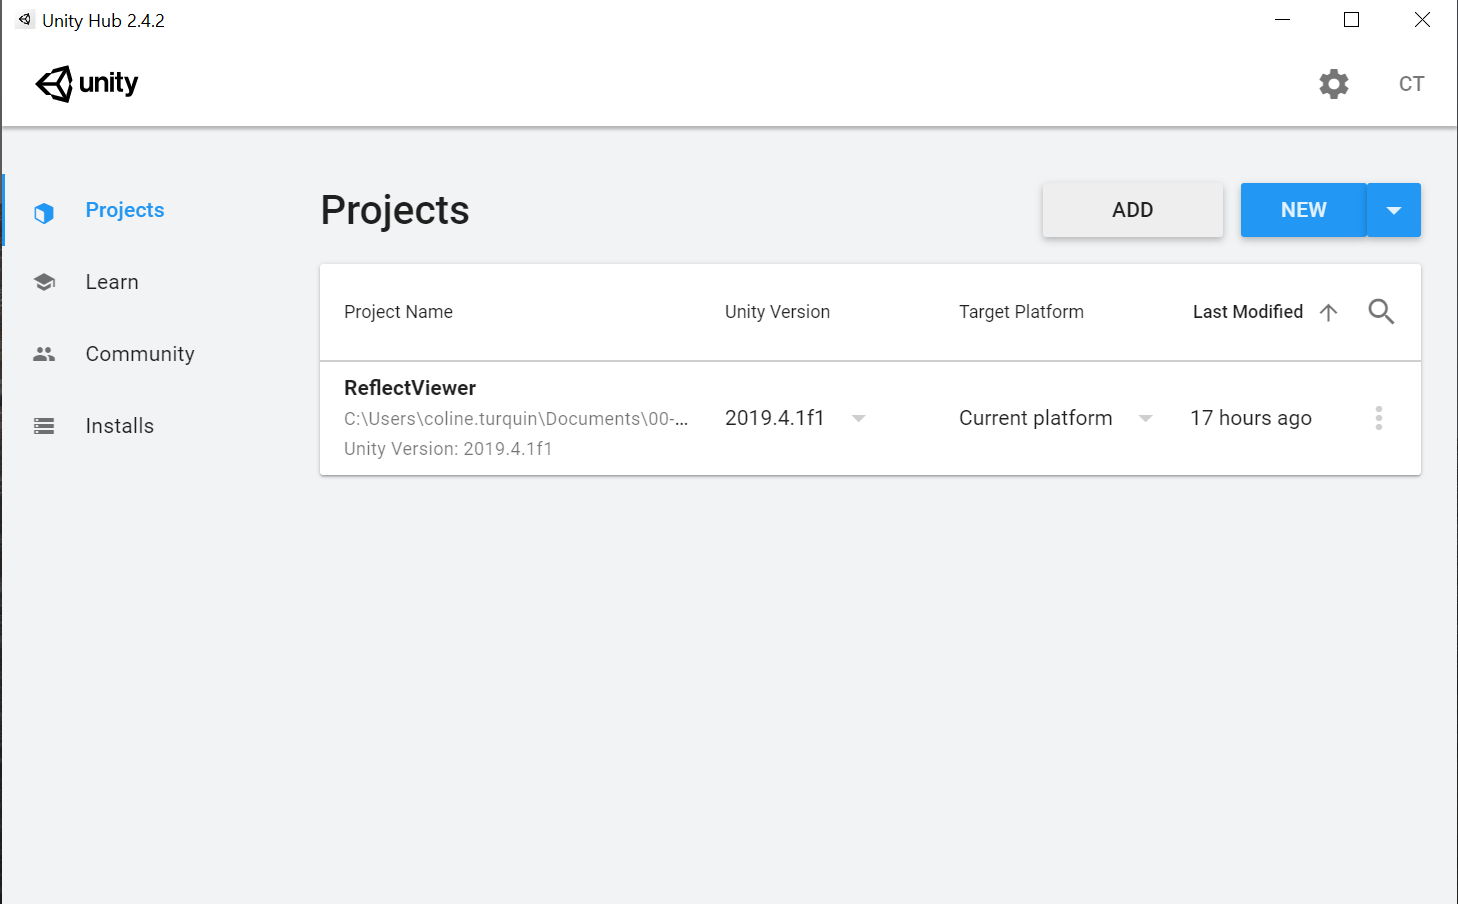 Unity Hub 2.4.2
unity
CT
Projects
Learn
Community
Installs
Projects
ADD
NEW
Project Name
Unity Version
Target Platform
Last Modified
ReflectViewer
C:\Users\coline.turquin\Documents\00-...
Unity Version: 2019.4.1f1
2019.4.1f1
Current platform
17 hours ago